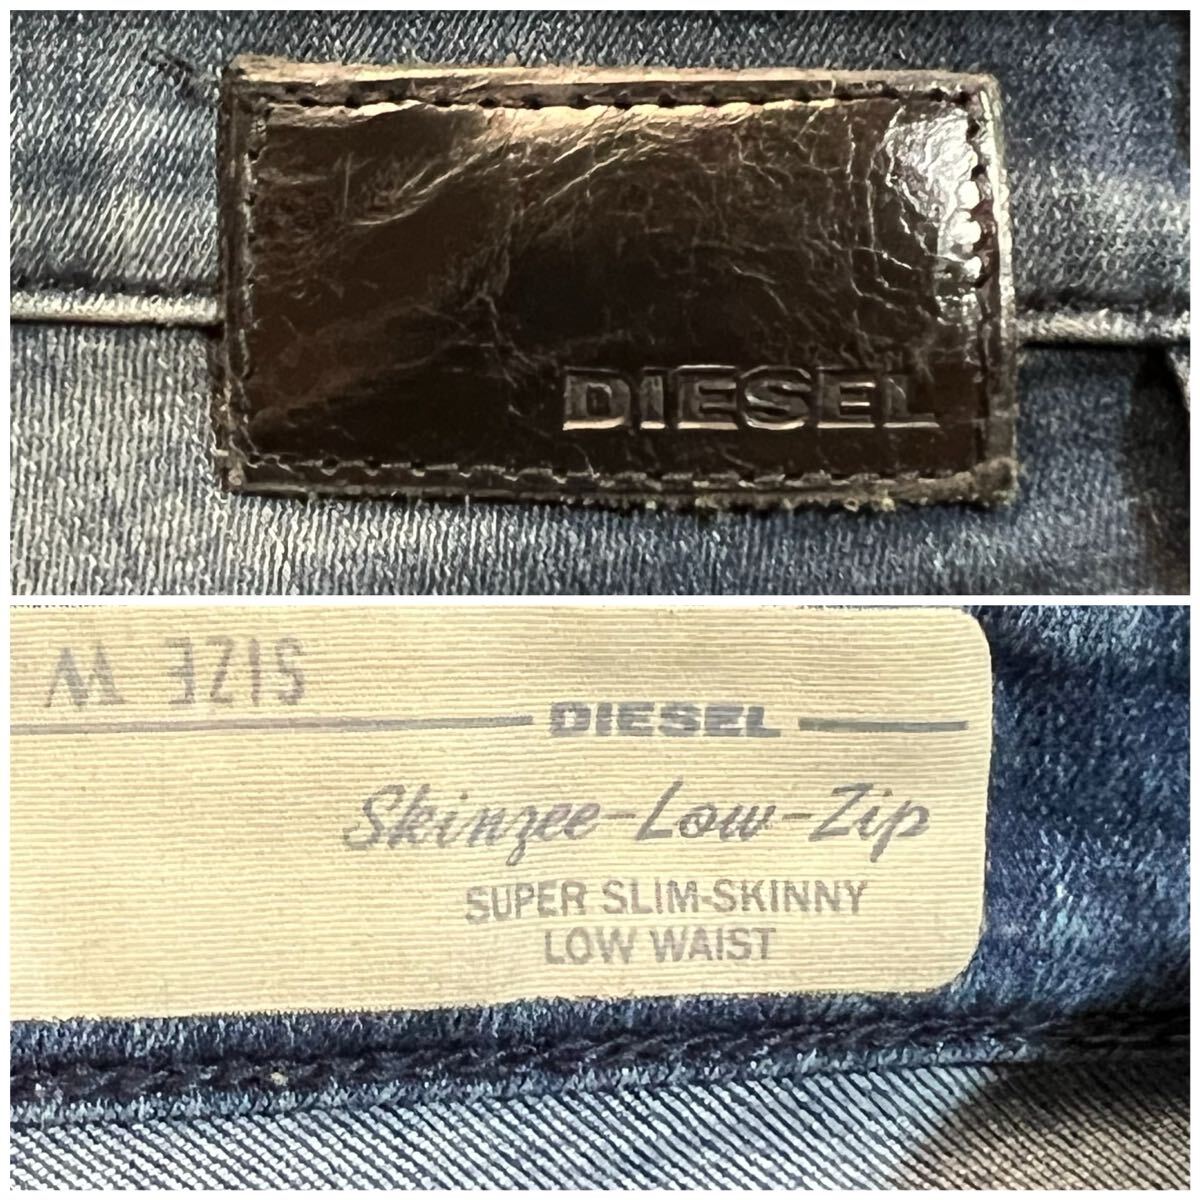 DIESEL
SIZE W
DIESEL
Skinzee-Low-Zip
SUPER SLIM-SKINNY
LOW WAIST